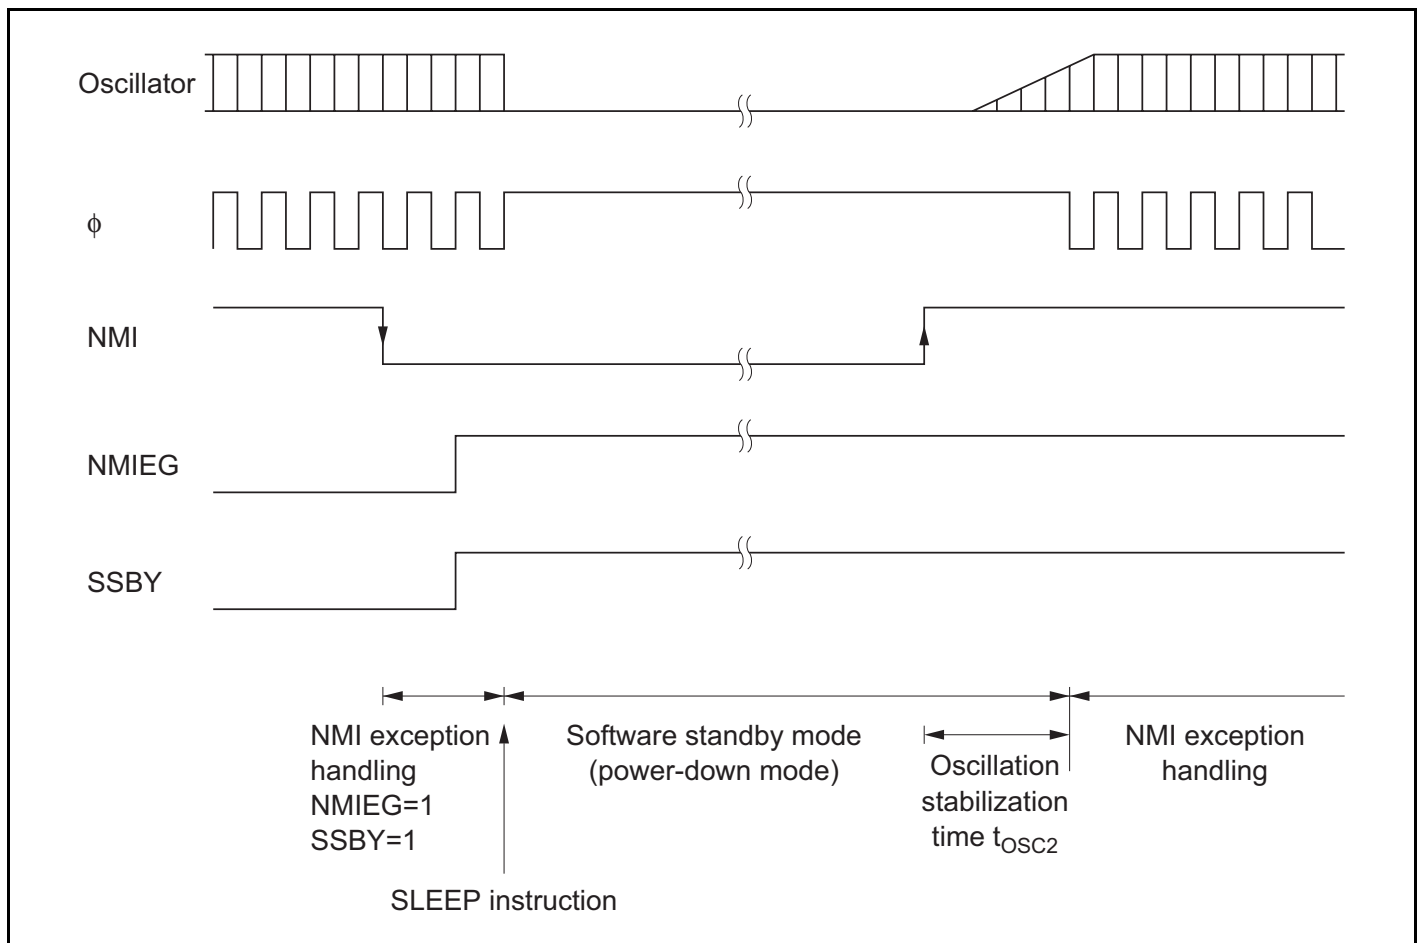 Oscillator
ϕ
NMI
NMIEG
SSBY
NMI exception
handling
NMIEG=1
SSBY=1
Software standby mode
(power-down mode)
Oscillation
stabilization
time tOSC2
NMI exception
handling
SLEEP instruction